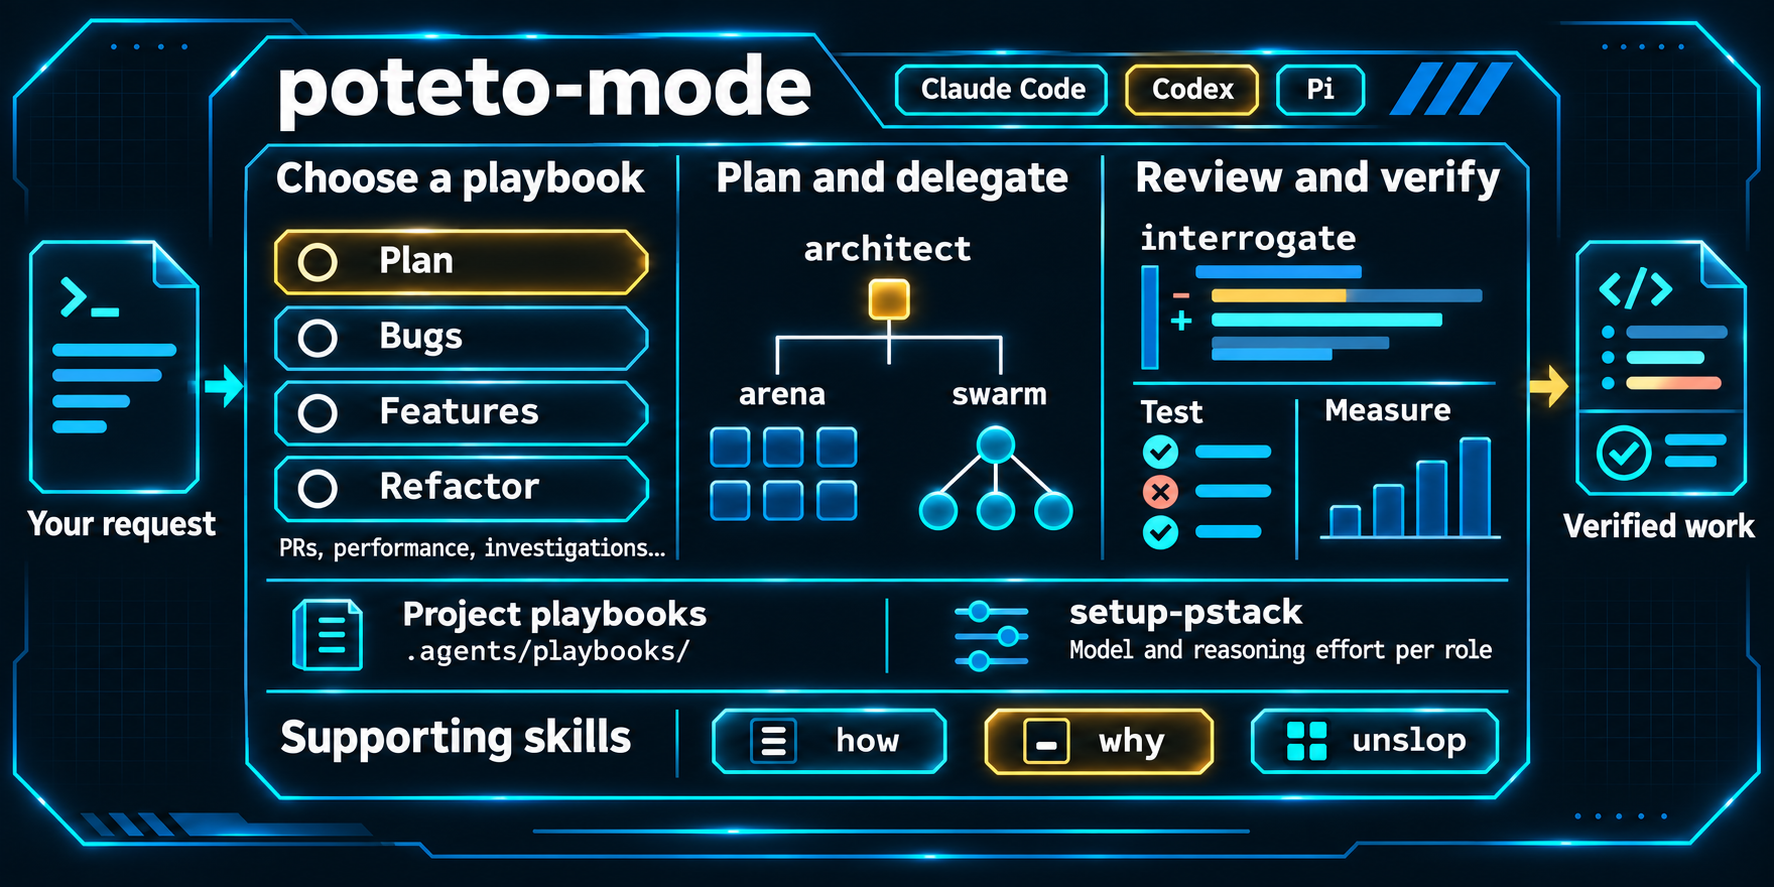 poteto-mode
Claude Code
Codex
Pi
Choose a playbook
Plan
Bugs
Features
Refactor
PRs, performance, investigations...
Plan and delegate
architect
arena
swarm
Review and verify
interrogate
Test
Measure
Your request
Verified work
Project playbooks
.agents/playbooks/
setup-pstack
Model and reasoning effort per role
Supporting skills
how
why
unslop